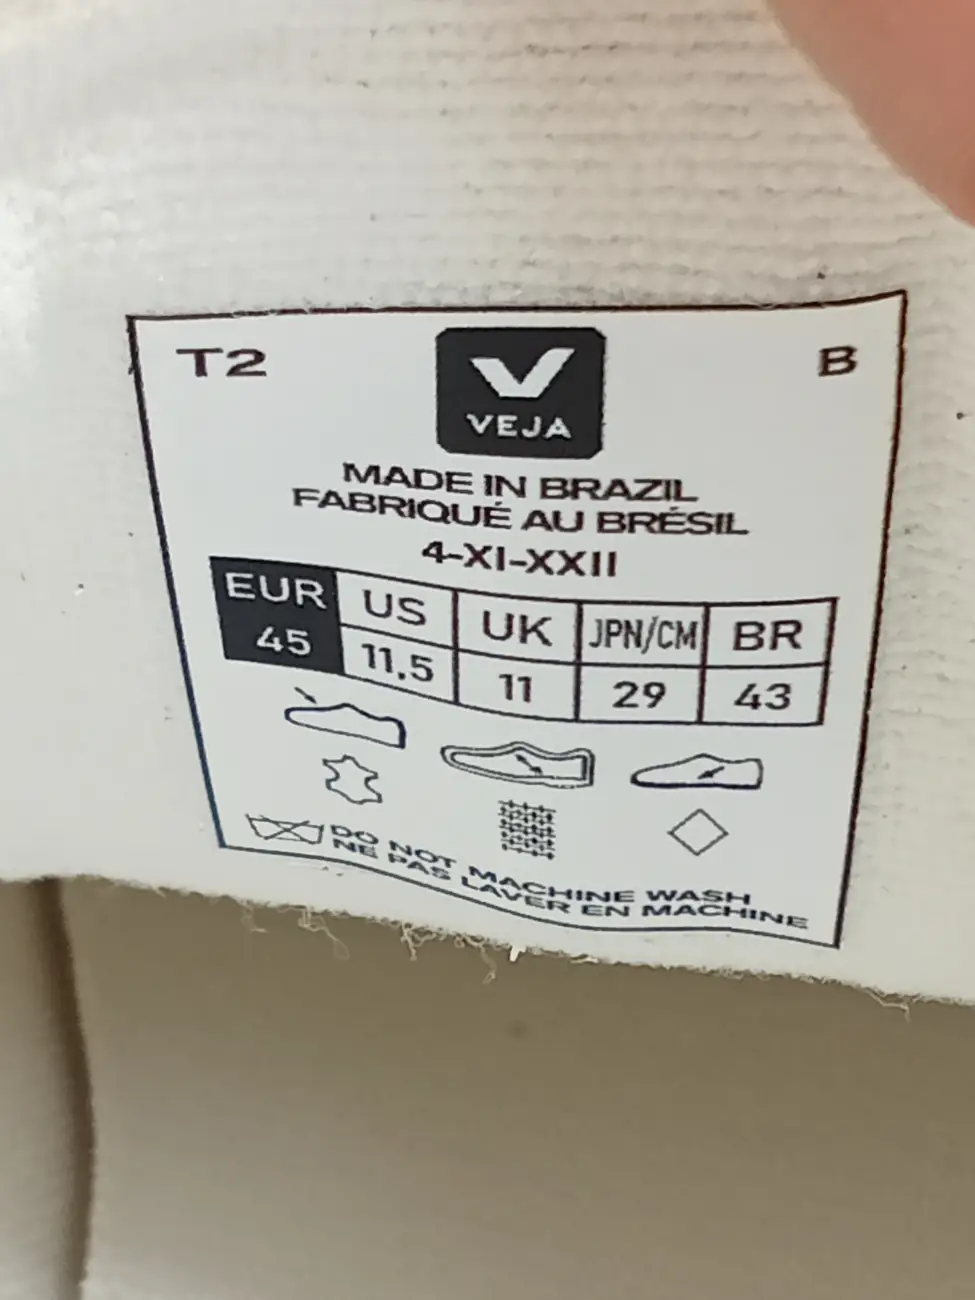 T2
VEJA
B
MADE IN BRAZIL
FABRIQUÉ AU BRÉSIL
4-XI-XXII
EUR US UK JPN/CM BR
45 11,5 11 29 43
DO NOT MACHINE WASH
NE PAS LAVER EN MACHINE